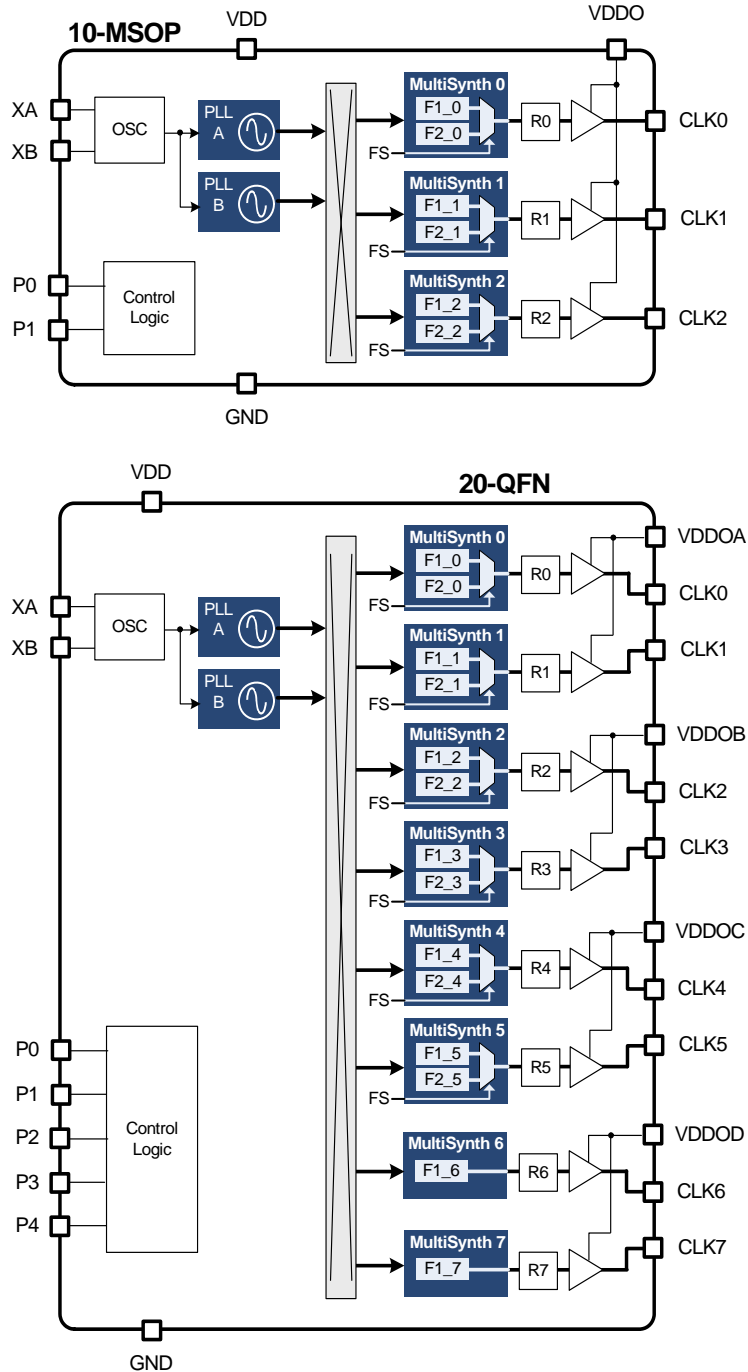 VDD
VDDO
10-MSOP
XA
XB
OSC
PLL
A
PLL
B
MultiSynth 0
F1_0
F2_0
FS
R0
CLK0
MultiSynth 1
F1_1
F2_1
FS
R1
CLK1
P0
P1
Control
Logic
MultiSynth 2
F1_2
F2_2
FS
R2
CLK2
GND
VDD
20-QFN
XA
XB
OSC
PLL
A
PLL
B
MultiSynth 0
F1_0
F2_0
FS
R0
VDDOA
CLK0
MultiSynth 1
F1_1
F2_1
FS
R1
CLK1
MultiSynth 2
F1_2
F2_2
FS
R2
VDDOB
CLK2
MultiSynth 3
F1_3
F2_3
FS
R3
CLK3
MultiSynth 4
F1_4
F2_4
FS
R4
VDDOC
CLK4
MultiSynth 5
F1_5
F2_5
FS
R5
CLK5
P0
P1
P2
P3
P4
Control
Logic
MultiSynth 6
F1_6
R6
VDDOD
CLK6
MultiSynth 7
F1_7
R7
CLK7
GND